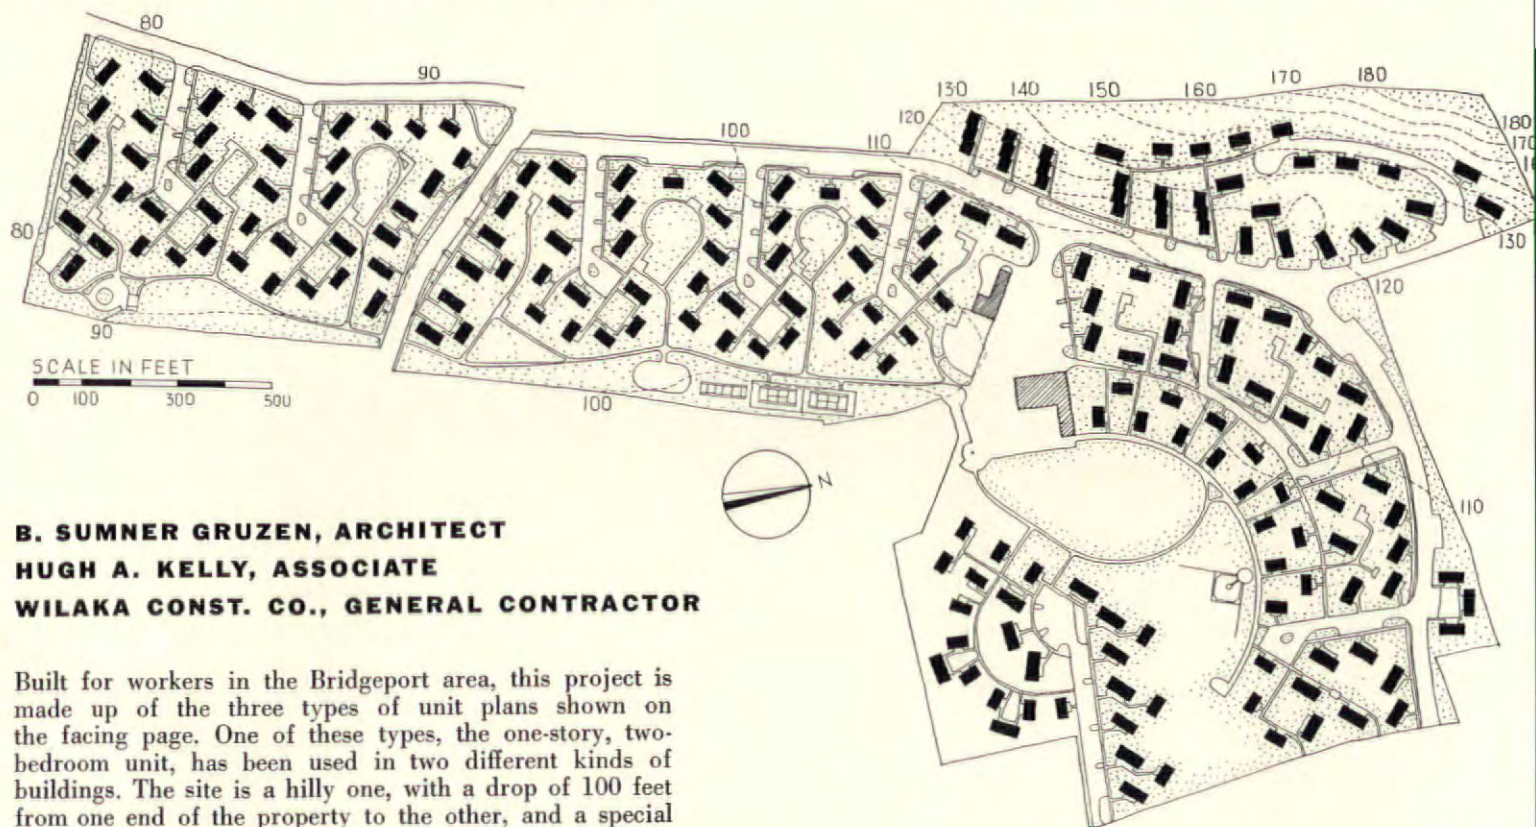 80
90
100
110
120
130
140
150
160
170
180
180
170
130
120
110
80
90
100
SCALE IN FEET
0 100 300 500
N
B. SUMNER GRUZEN, ARCHITECT
HUGH A. KELLY, ASSOCIATE
WILAKA CONST. CO., GENERAL CONTRACTOR
Built for workers in the Bridgeport area, this project is
made up of the three types of unit plans shown on
the facing page. One of these types, the one-story, two-
bedroom unit, has been used in two different kinds of
buildings. The site is a hilly one, with a drop of 100 feet
from one end of the property to the other, and a special